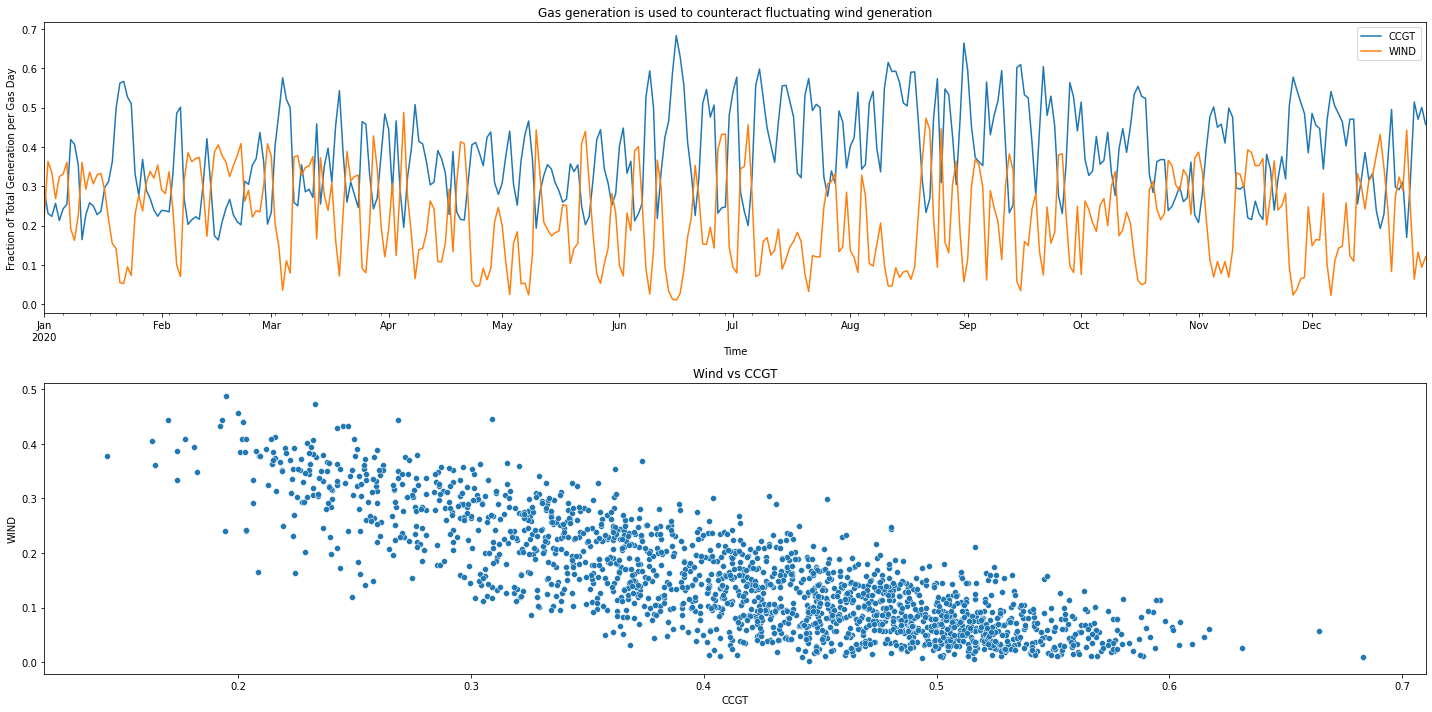 Gas generation is used to counteract fluctuating wind generation
Fraction of Total Generation per Gas Day
0.7
0.6
0.5
0.4
0.3
0.2
0.1
0.0
CCGT
WIND
Jan Feb Mar Apr May Jun Jul Aug Sep Oct Nov Dec
2020
Time
Wind vs CCGT
WIND
0.5
0.4
0.3
0.2
0.1
0.0
0.2 0.3 0.4 0.5 0.6 0.7
CCGT